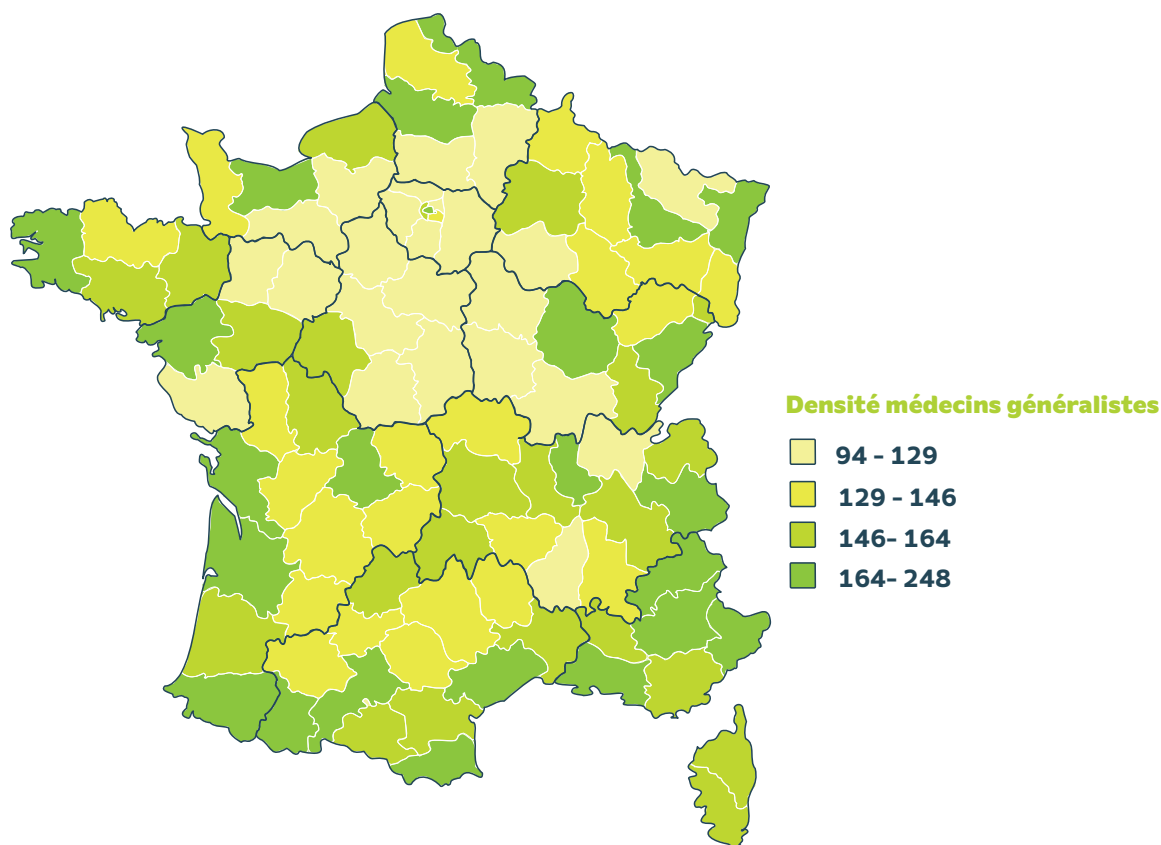 Densité médecins généralistes
94 - 129
129 - 146
146- 164
164- 248